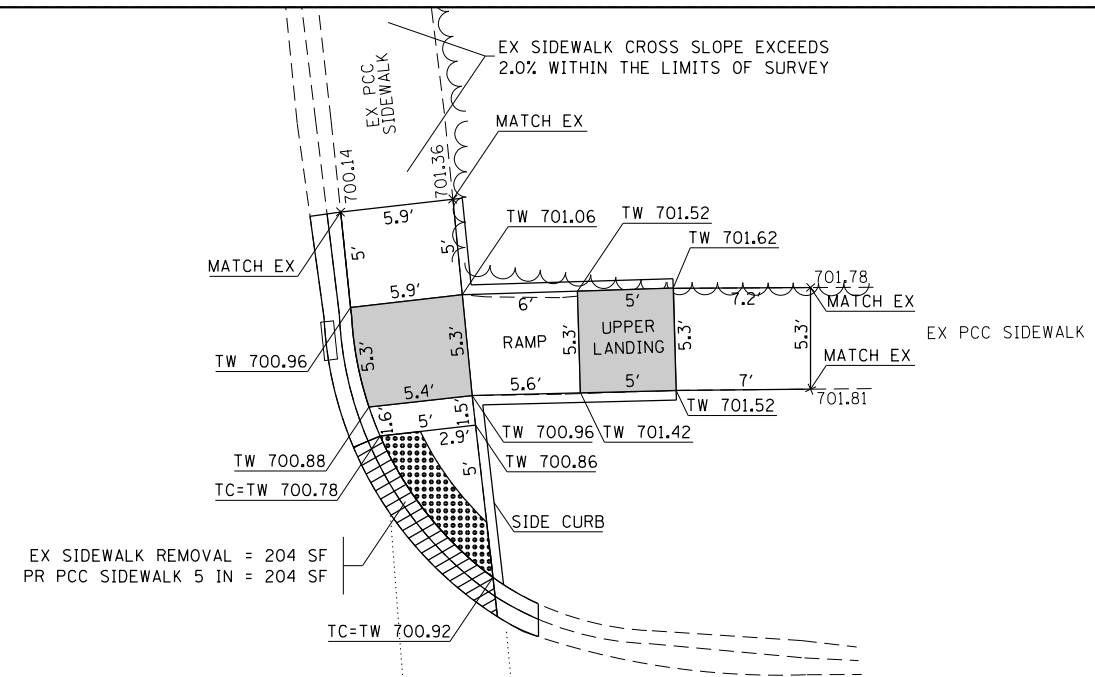 EX SIDEWALK CROSS SLOPE EXCEEDS
2.0% WITHIN THE LIMITS OF SURVEY
EX PCC
SIDEWALK
MATCH EX
700.14
701.36
5.9'
TW 701.06
TW 701.52
TW 701.62
5'
5'
MATCH EX
701.78
MATCH EX
5.9'
6'
5'
7.2'
EX PCC SIDEWALK
RAMP
UPPER
LANDING
5.3'
5.3'
5.3'
5.3'
5.3'
TW 700.96
MATCH EX
5.4'
5.6'
5'
7'
701.81
TW 701.52
1.6'
5'
1.5'
TW 700.96
TW 701.42
2.9'
TW 700.88
TW 700.86
5'
TC=TW 700.78
SIDE CURB
EX SIDEWALK REMOVAL = 204 SF
PR PCC SIDEWALK 5 IN = 204 SF
TC=TW 700.92